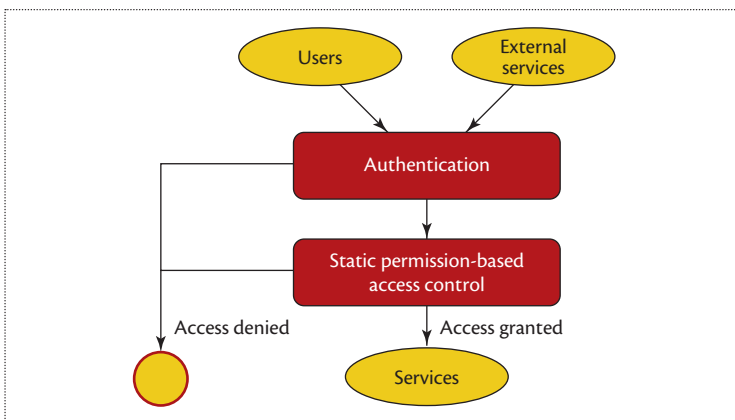 Users
External
services
Authentication
Static permission-based
access control
Access denied
Access granted
Services